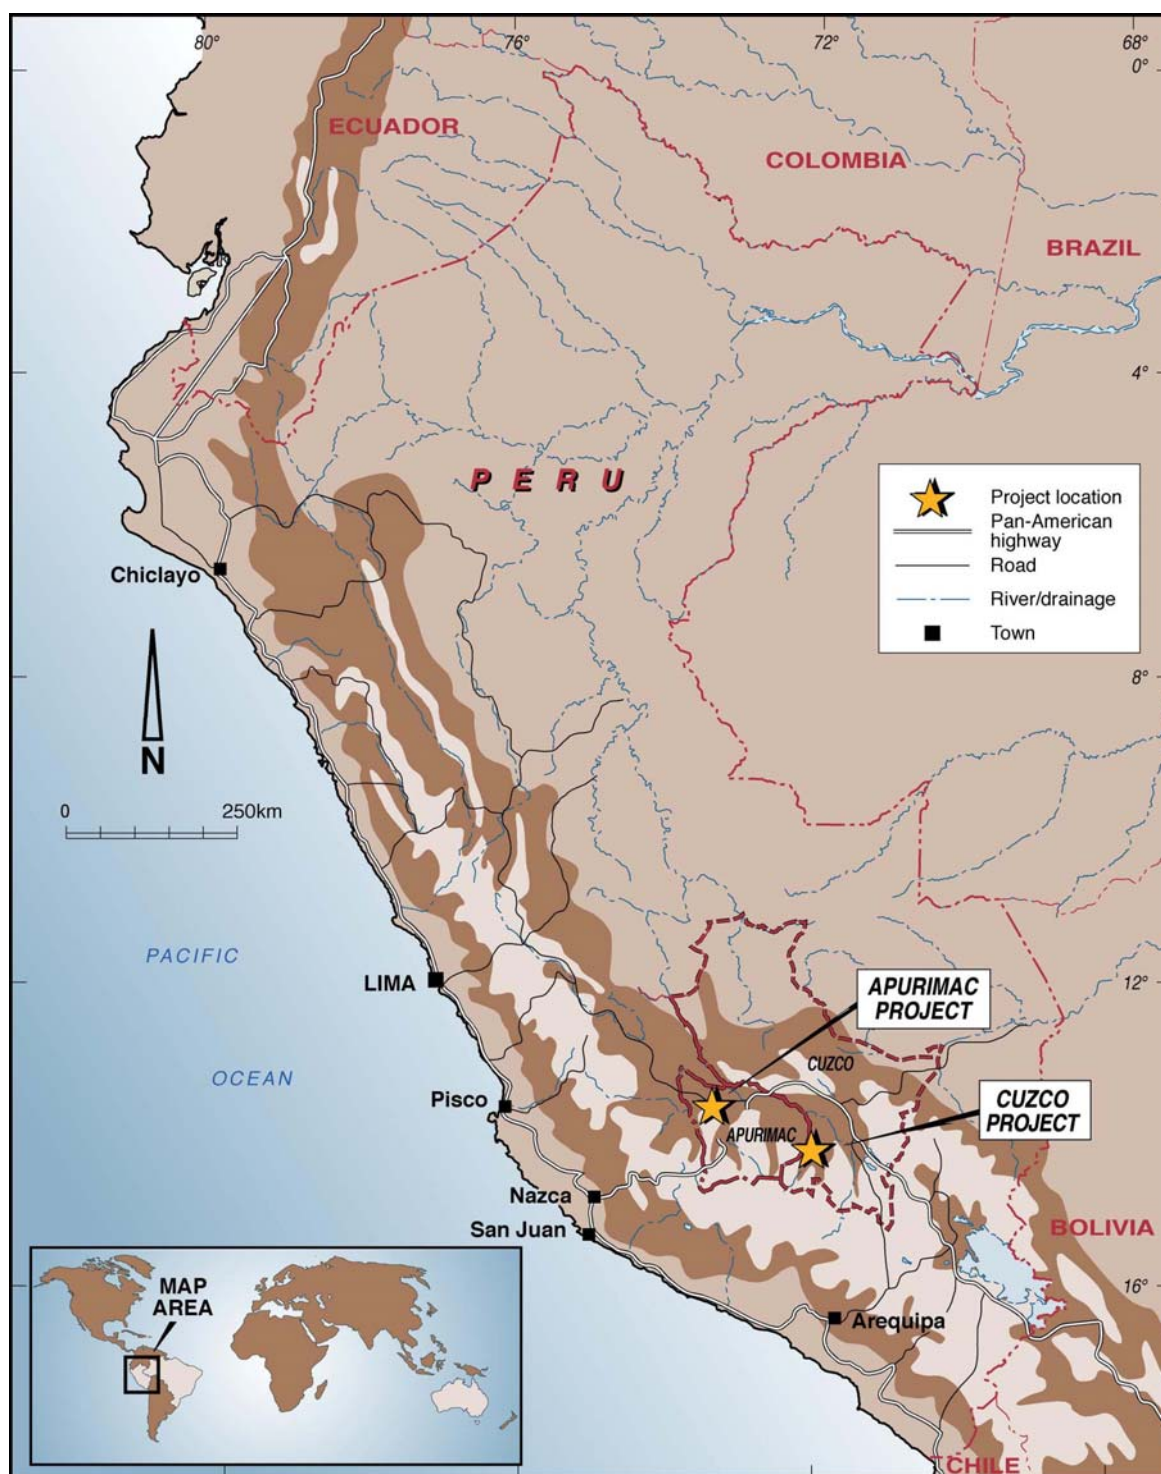 80°
76°
72°
68°
0°
ECUADOR
COLOMBIA
BRAZIL
4°
PERU
Project location
Pan-American
highway
Road
River/drainage
Town
Chiclayo
N
8°
0
250km
PACIFIC
OCEAN
LIMA
12°
APURIMAC
PROJECT
CUZCO
CUZCO
PROJECT
Pisco
APURIMAC
Nazca
San Juan
BOLIVIA
MAP
AREA
16°
Arequipa
CHILE